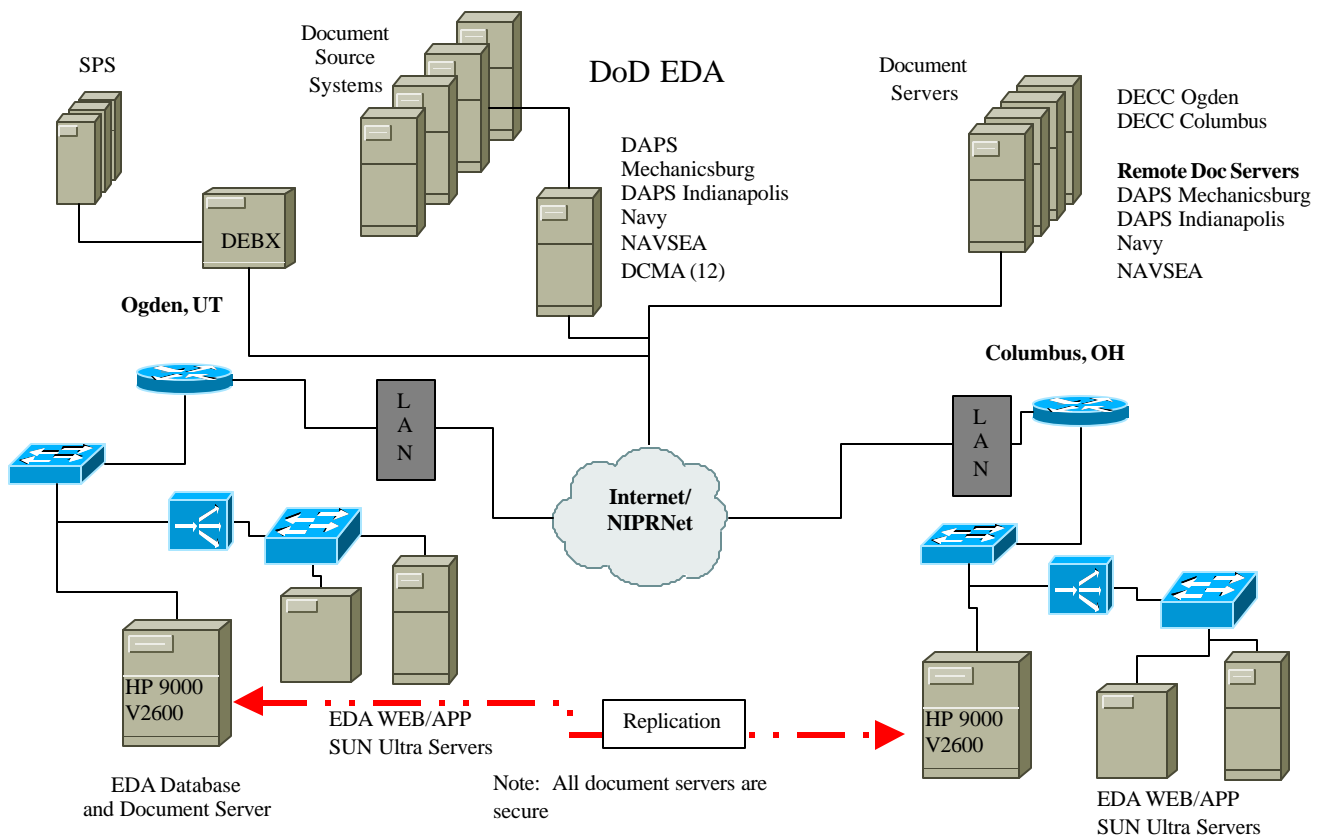 DoD EDA
SPS
Document
Source
Systems
Document
Servers
DECC Ogden
DECC Columbus
Remote Doc Servers
DAPS Mechanicsburg
DAPS Indianapolis
Navy
NAVSEA
DAPS
Mechanicsburg
DAPS Indianapolis
Navy
NAVSEA
DCMA (12)
DEBX
Ogden, UT
Columbus, OH
L
A
N
L
A
N
Internet/
NIPRNet
HP 9000
V2600
EDA WEB/APP
SUN Ultra Servers
Replication
HP 9000
V2600
EDA Database
and Document Server
Note: All document servers are
secure
EDA WEB/APP
SUN Ultra Servers